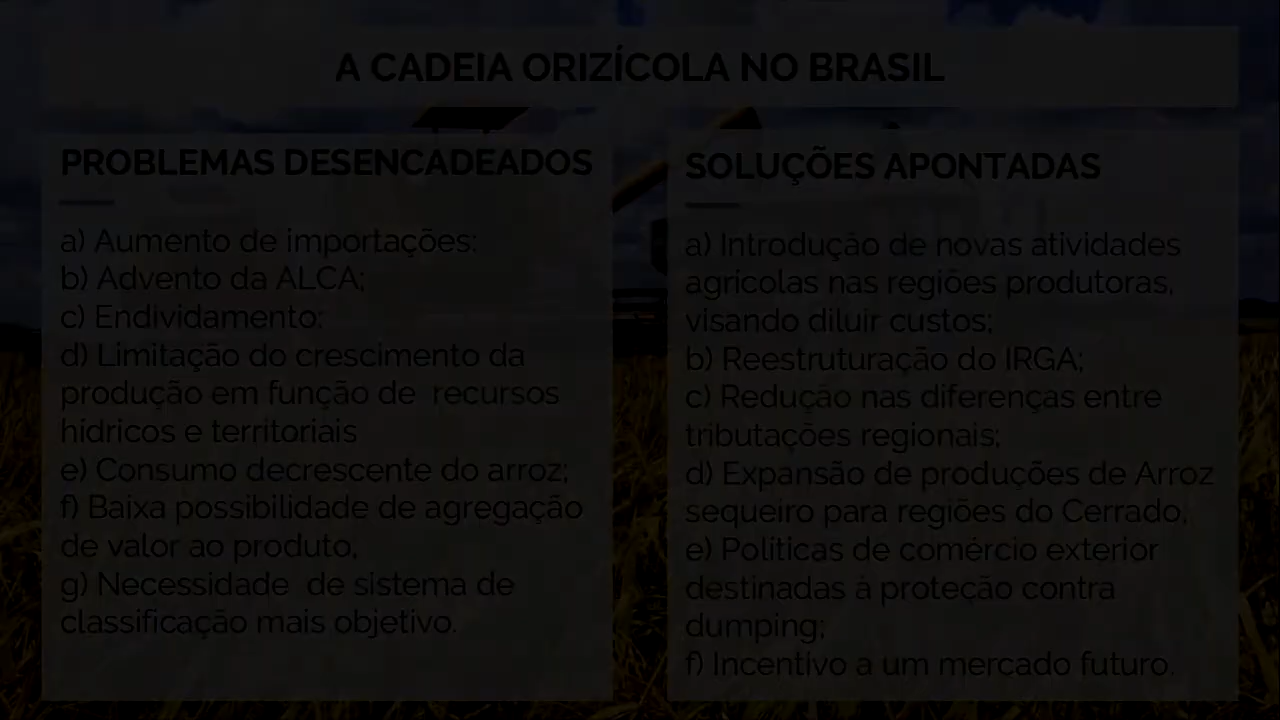 A CADEIA ORIZÍCOLA NO BRASIL
PROBLEMAS DESENCADEADOS
a) Aumento de importações;
b) Advento da ALCA;
c) Endividamento;
d) Limitação do crescimento da
produção em função de recursos
hídricos e territoriais
e) Consumo decrescente do arroz;
f) Baixa possibilidade de agregação
de valor ao produto,
g) Necessidade de sistema de
classificação mais objetivo.
SOLUÇÕES APONTADAS
a) Introdução de novas atividades
agrícolas nas regiões produtoras,
visando diluir custos;
b) Reestruturação do IRGA;
c) Redução nas diferenças entre
tributações regionais;
d) Expansão de produções de Arroz
sequeiro para regiões do Cerrado,
e) Políticas de comércio exterior
destinadas à proteção contra
dumping;
f) Incentivo a um mercado futuro.